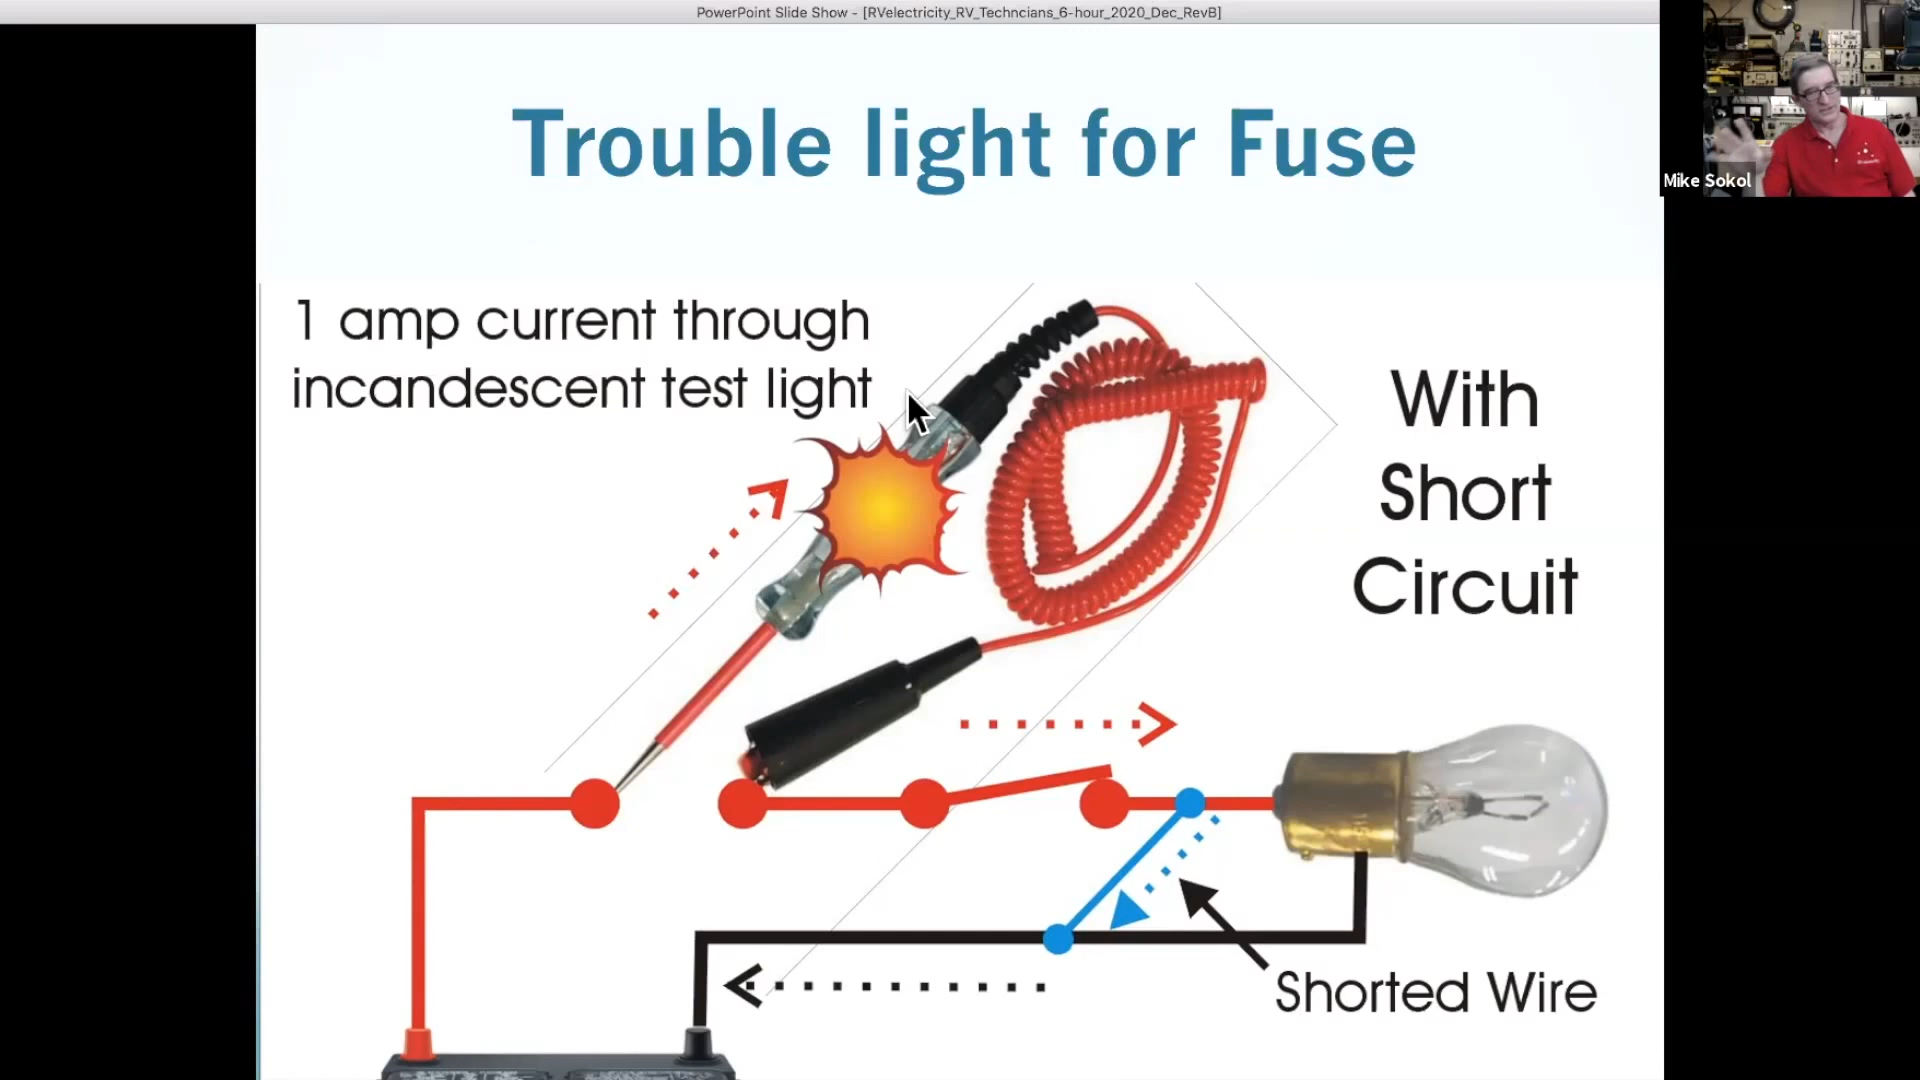 PowerPoint Slide Show - [RVelectricity_RV_Techncians_6-hour_2020_Dec_RevB]
Trouble light for Fuse
Mike Sokol
1 amp current through
incandescent test light
With
Short
Circuit
Shorted Wire